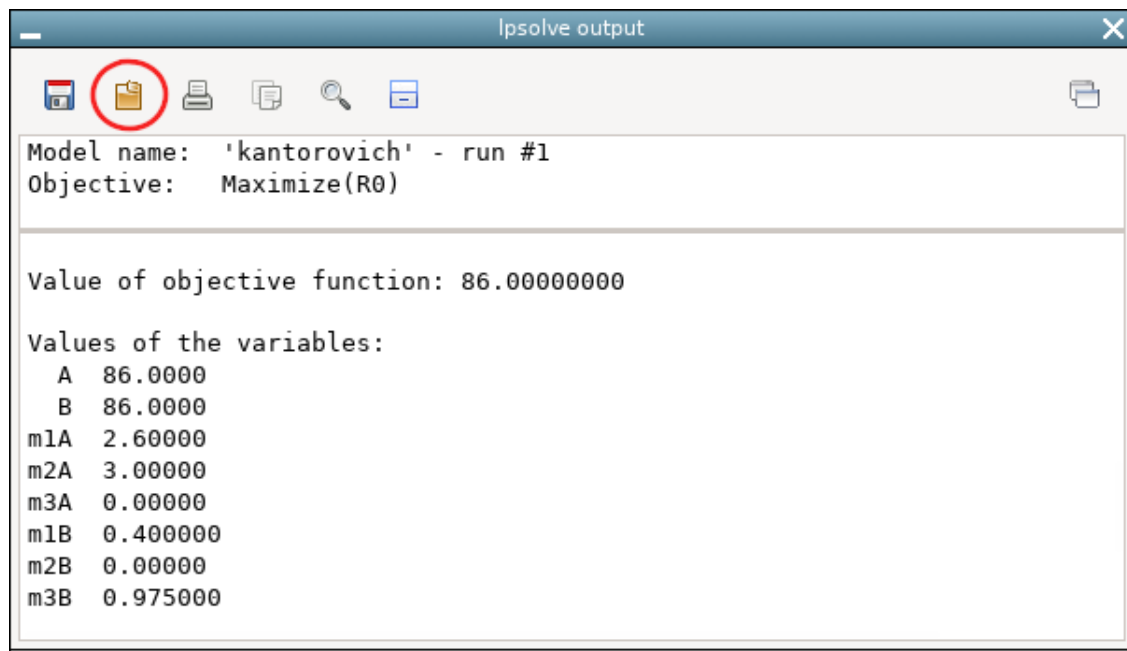 lpsolve output
Model name:  'kantorovich' - run #1
Objective:   Maximize(R0)
Value of objective function: 86.00000000
Values of the variables:
  A  86.0000
  B  86.0000
m1A  2.60000
m2A  3.00000
m3A  0.00000
m1B  0.400000
m2B  0.00000
m3B  0.975000